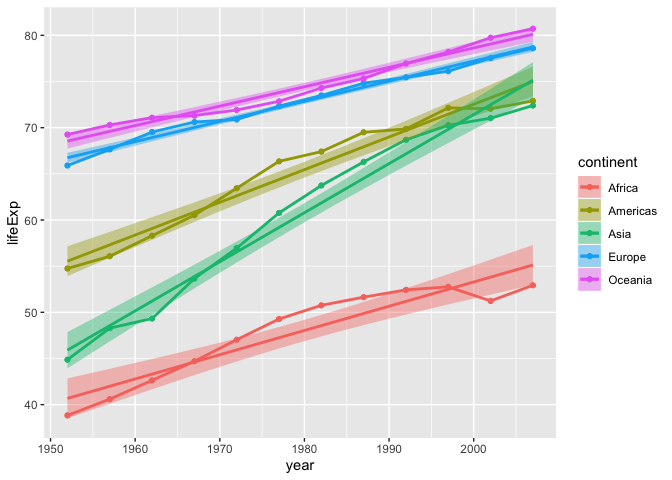 80
70
60
50
40
lifeExp
1950 1960 1970 1980 1990 2000
year
continent
Africa
Americas
Asia
Europe
Oceania